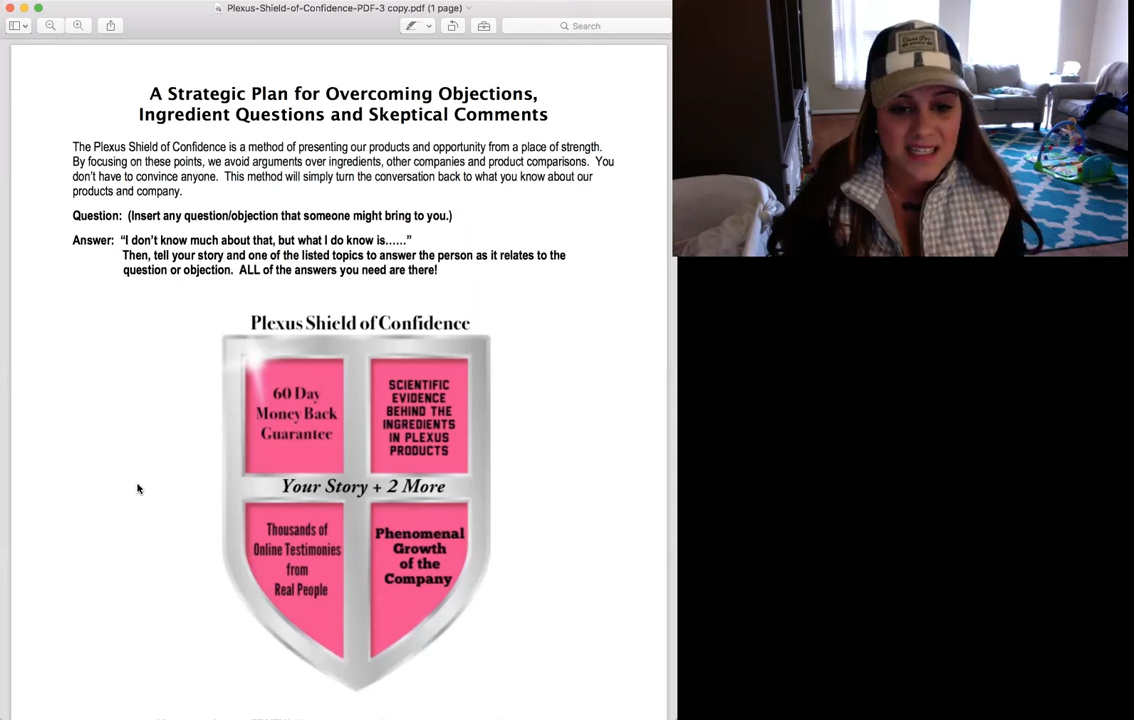 Plexus-Shield-of-Confidence-PDF-3 copy.pdf (1 page)
Search
A Strategic Plan for Overcoming Objections,
Ingredient Questions and Skeptical Comments
The Plexus Shield of Confidence is a method of presenting our products and opportunity from a place of strength.
By focusing on these points, we avoid arguments over ingredients, other companies and product comparisons. You
don't have to convince anyone. This method will simply turn the conversation back to what you know about our
products and company.
Question: (Insert any question/objection that someone might bring to you.)
Answer: "I don't know much about that, but what I do know is......"
Then, tell your story and one of the listed topics to answer the person as it relates to the
question or objection. ALL of the answers you need are there!
Plexus Shield of Confidence
60 Day
Money Back
Guarantee
SCIENTIFIC
EVIDENCE
BEHIND THE
INGREDIENTS
IN PLEXUS
PRODUCTS
Your Story + 2 More
Thousands of
Online Testimonies
from
Real People
Phenomenal
Growth
of the
Company